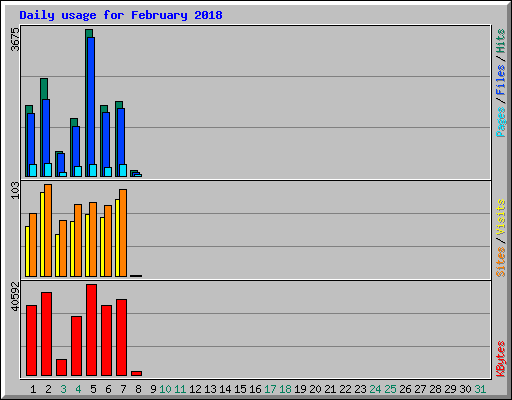 Daily usage for February 2018
3675
103
40592
Pages / Files / Hits
Sites / Visits
KBytes
1 2 3 4 5 6 7 8 9 10 11 12 13 14 15 16 17 18 19 20 21 22 23 24 25 26 27 28 29 30 31